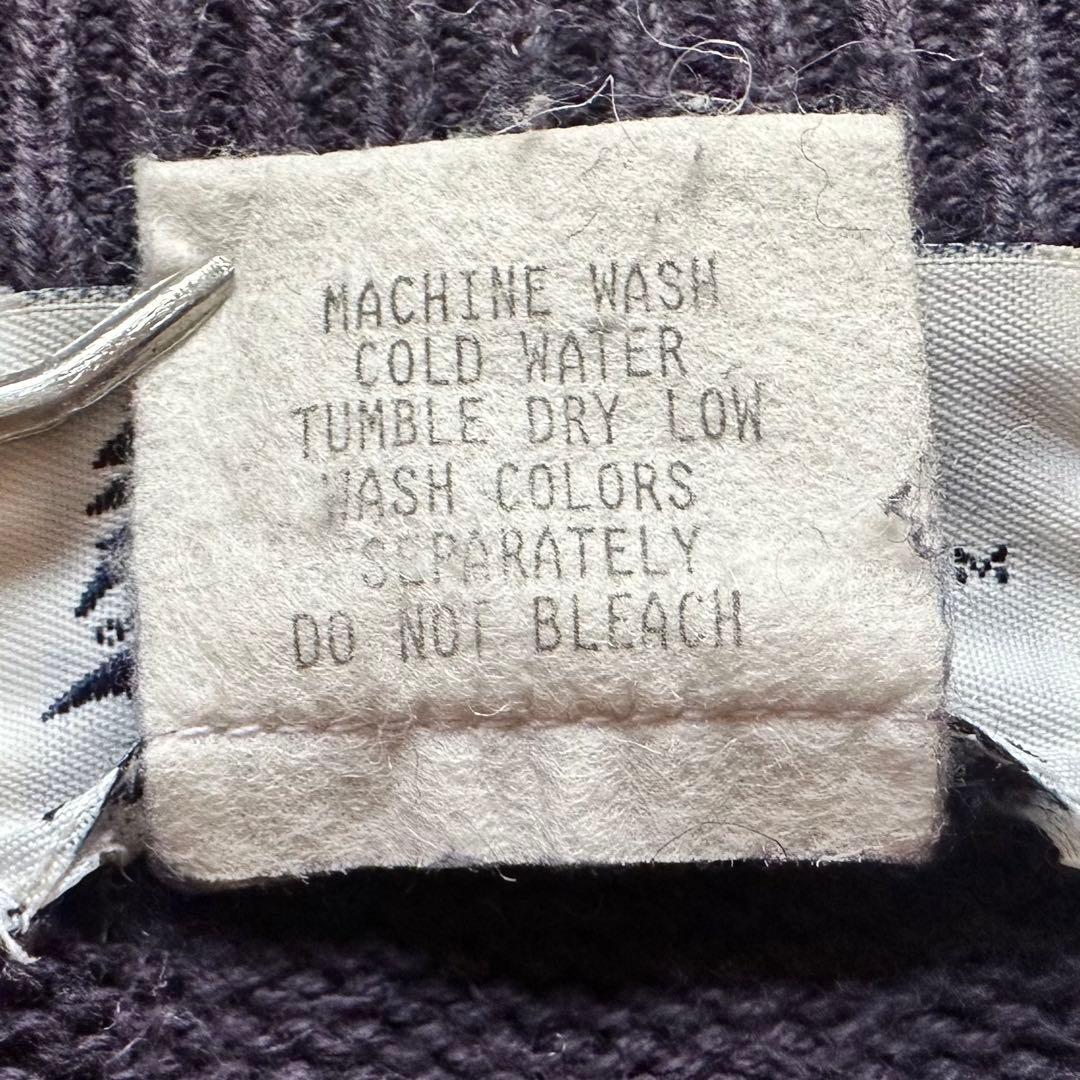 MACHINE WASH
COLD WATER
TUMBLE DRY LOW
WASH COLORS
SEPARATELY
DO NOT BLEACH
M